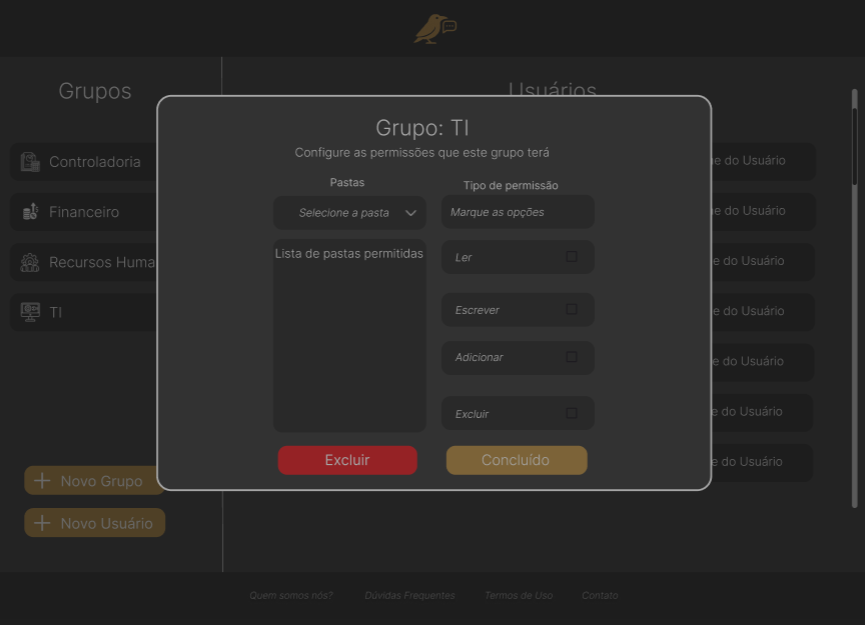 Grupos
Usuários
Controladoria
Financeiro
Recursos Huma
TI
Novo Grupo
Novo Usuário
Grupo: TI
Configure as permissões que este grupo terá
Pastas
Selecione a pasta
Lista de pastas permitidas
Tipo de permissão
Marque as opções
Ler
Escrever
Adicionar
Excluir
Excluir
Concluído
e do Usuário
e do Usuário
e do Usuário
e do Usuário
e do Usuário
e do Usuário
e do Usuário
Quem somos nós?
Dúvidas Frequentes
Termos de Uso
Contato